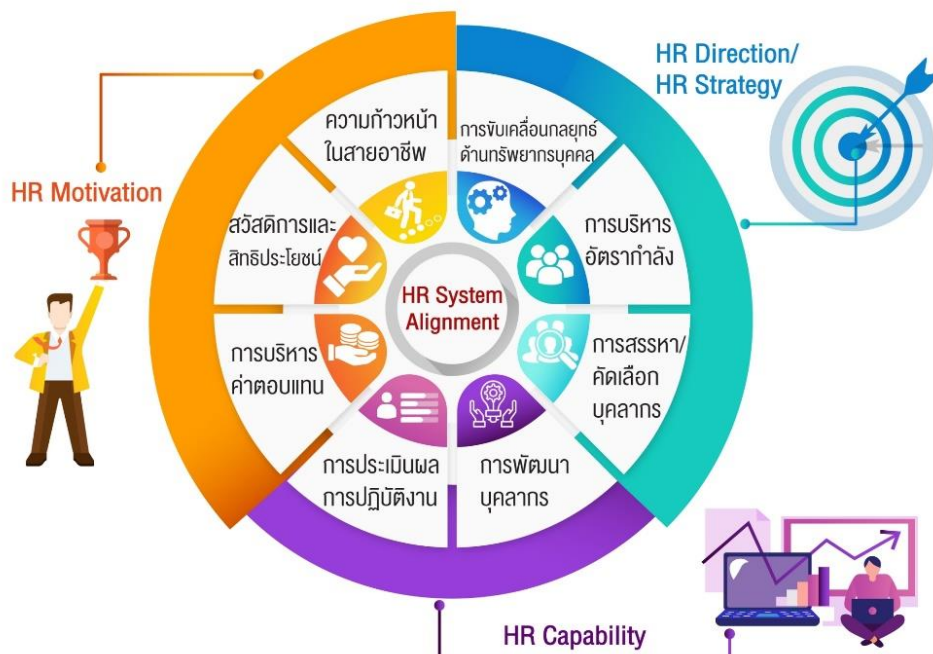 HR Direction/
HR Strategy
HR Motivation
ความก้าวหน้า
ในสายอาชีพ
การขับเคลื่อนกลยุทธ์
ด้านทรัพยากรบุคคล
สวัสดิการและ
สิทธิประโยชน์
การบริหาร
อัตรากำลัง
HR System
Alignment
การบริหาร
ค่าตอบแทน
การสรรหา/
คัดเลือก
บุคลากร
การประเมินผล
การปฏิบัติงาน
การพัฒนา
บุคลากร
HR Capability